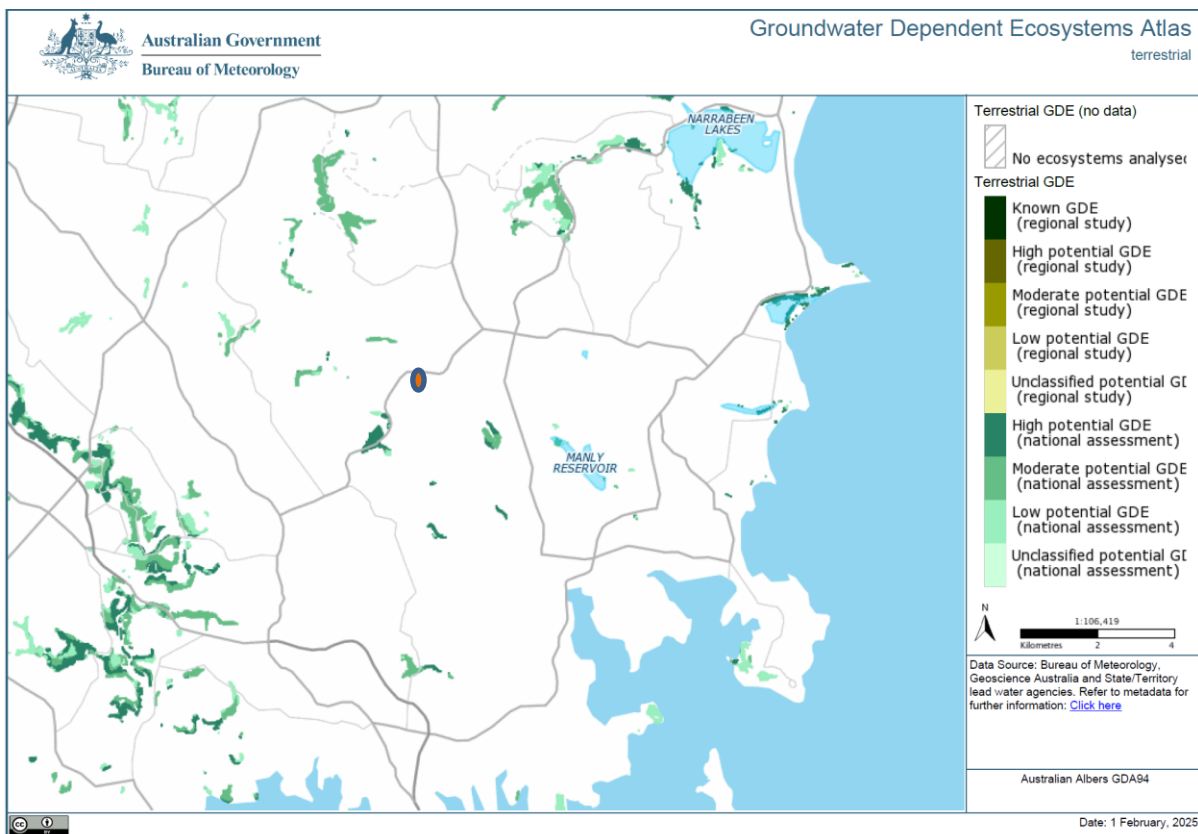 Australian Government
Bureau of Meteorology
Groundwater Dependent Ecosystems Atlas
terrestrial
NARRABEEN
LAKES
MANLY
RESERVOIR
Terrestrial GDE (no data)
No ecosystems analysec
Terrestrial GDE
Known GDE
(regional study)
High potential GDE
(regional study)
Moderate potential GDE
(regional study)
Low potential GDE
(regional study)
Unclassified potential GD
(regional study)
High potential GDE
(national assessment)
Moderate potential GDE
(national assessment)
Low potential GDE
(national assessment)
Unclassified potential GD
(national assessment)
N
1:106,419
Kilometres 2 4
Data Source: Bureau of Meteorology,
Geoscience Australia and State/Territory
lead water agencies. Refer to metadata for
further information: Click here
Australian Albers GDA94
cc BY
Date: 1 February, 2025